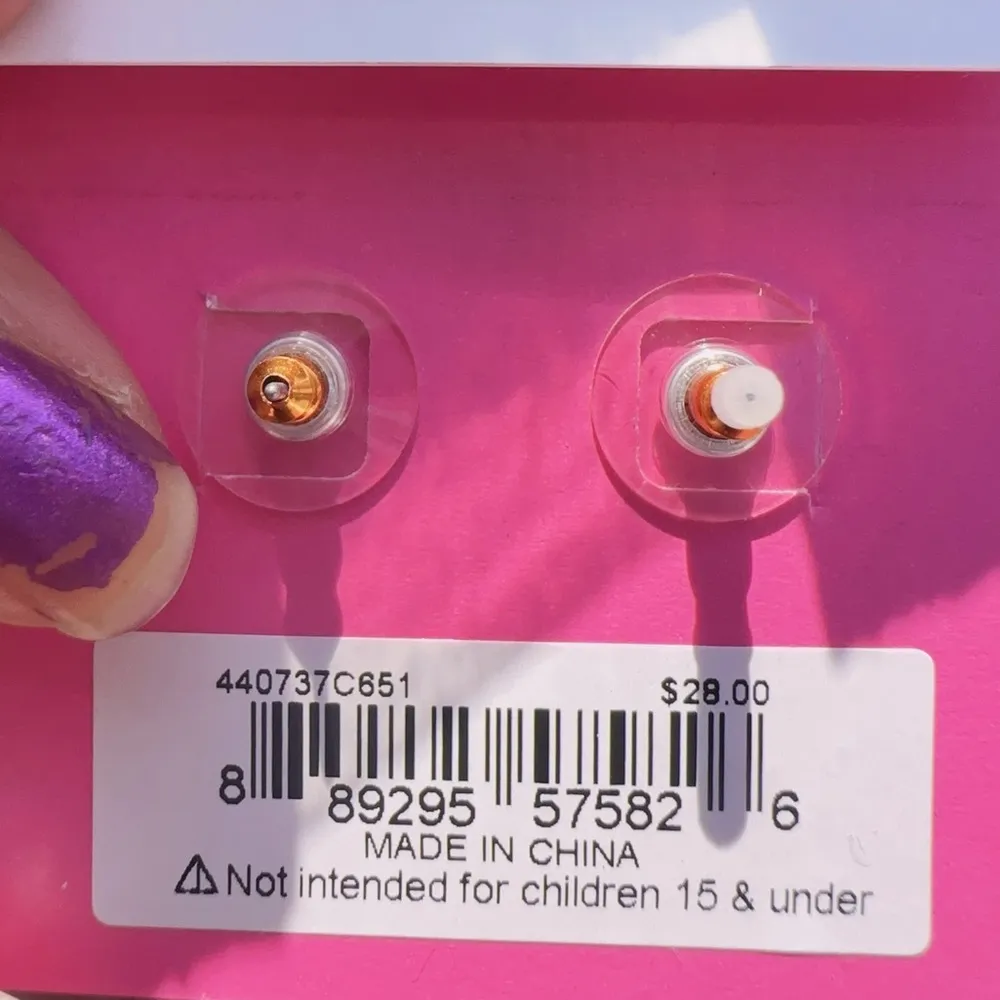 440737C651 $28.00
8 89295 57582 6
MADE IN CHINA
⚠ Not intended for children 15 & under